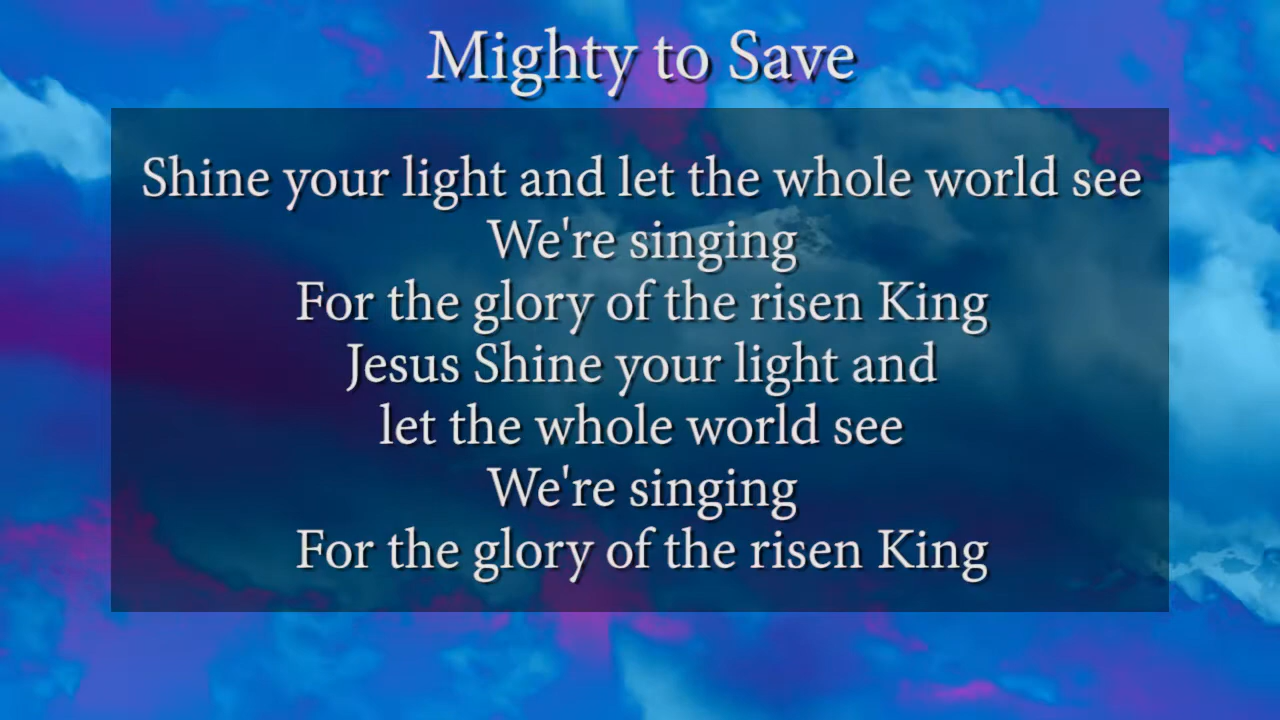 Mighty to Save
Shine your light and let the whole world see
We're singing
For the glory of the risen King
Jesus Shine your light and
let the whole world see
We're singing
For the glory of the risen King